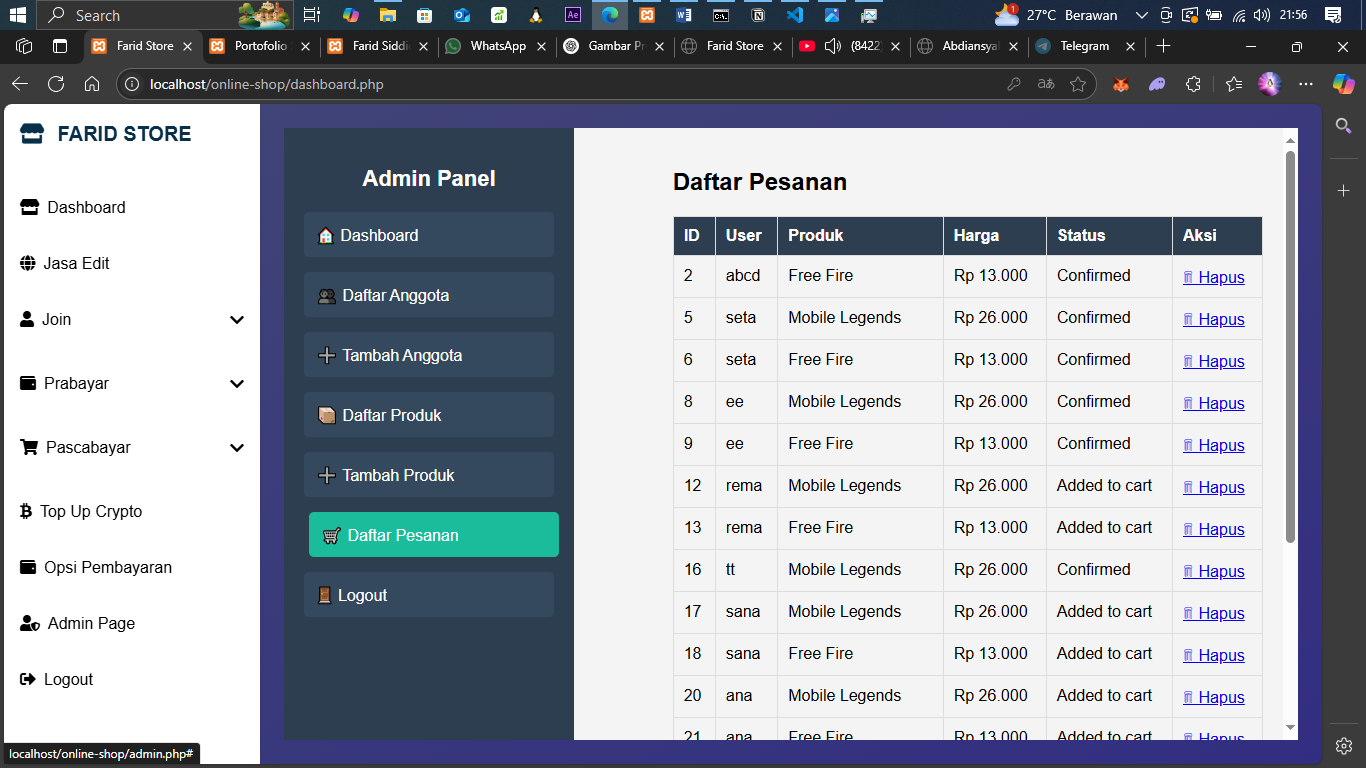 Search
27°C Berawan
21:56
Farid Store
Portofolio
Farid Siddi
WhatsApp
Gambar Pr
Farid Store
(8422)
Abdiansyal
Telegram
localhost/online-shop/dashboard.php
FARID STORE
Dashboard
Jasa Edit
Join
Prabayar
Pascabayar
Top Up Crypto
Opsi Pembayaran
Admin Page
Logout
localhost/online-shop/admin.php#
Admin Panel
Dashboard
Daftar Anggota
Tambah Anggota
Daftar Produk
Tambah Produk
Daftar Pesanan
Logout
Daftar Pesanan
ID User Produk Harga Status Aksi
2 abcd Free Fire Rp 13.000 Confirmed Hapus
5 seta Mobile Legends Rp 26.000 Confirmed Hapus
6 seta Free Fire Rp 13.000 Confirmed Hapus
8 ee Mobile Legends Rp 26.000 Confirmed Hapus
9 ee Free Fire Rp 13.000 Confirmed Hapus
12 rema Mobile Legends Rp 26.000 Added to cart Hapus
13 rema Free Fire Rp 13.000 Added to cart Hapus
16 tt Mobile Legends Rp 26.000 Confirmed Hapus
17 sana Mobile Legends Rp 26.000 Added to cart Hapus
18 sana Free Fire Rp 13.000 Added to cart Hapus
20 ana Mobile Legends Rp 26.000 Added to cart Hapus
21 ana Free Fire Rp 13.000 Added to cart Hapus